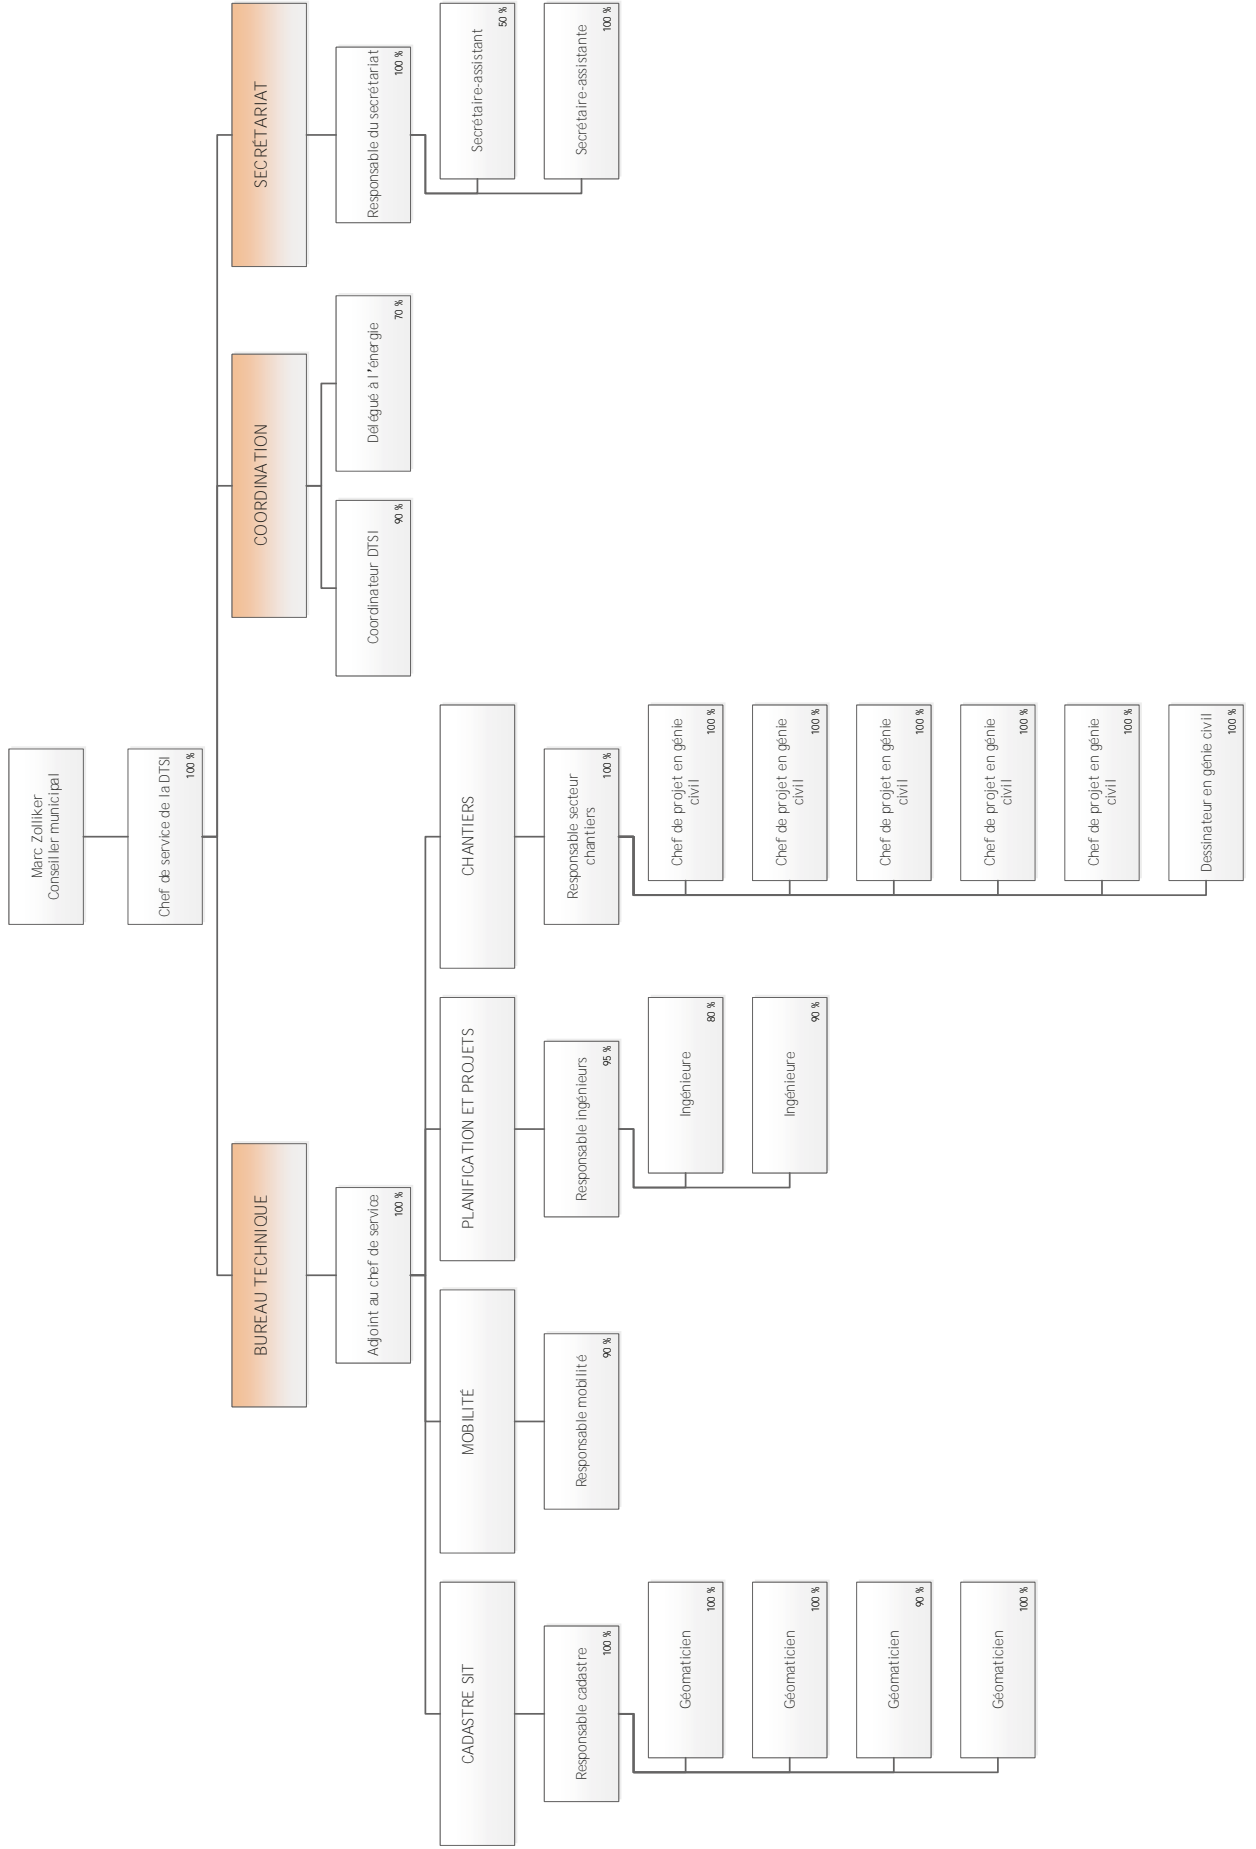 Marc Zolliker
Conseiller municipal
Chef de service de la DTSI
100 %
BUREAU TECHNIQUE
Adjoint au chef de service
100 %
CADASTRE SIT
Responsable cadastre
100 %
Géomaticien
100 %
Géomaticien
100 %
Géomaticien
90 %
Géomaticien
100 %
MOBILITÉ
Responsable mobilité
90 %
PLANIFICATION ET PROJETS
Responsable ingénieurs
95 %
Ingénieure
80 %
Ingénieure
90 %
CHANTIERS
Responsable secteur
chantiers
100 %
Chef de projet en génie
civil
100 %
Chef de projet en génie
civil
100 %
Chef de projet en génie
civil
100 %
Chef de projet en génie
civil
100 %
Chef de projet en génie
civil
100 %
Dessinateur en génie civil
100 %
COORDINATION
Coordinateur DTSI
90 %
Délégué à l'énergie
70 %
SECRÉTARIAT
Responsable du secrétariat
100 %
Secrétaire-assistant
50 %
Secrétaire-assistante
100 %